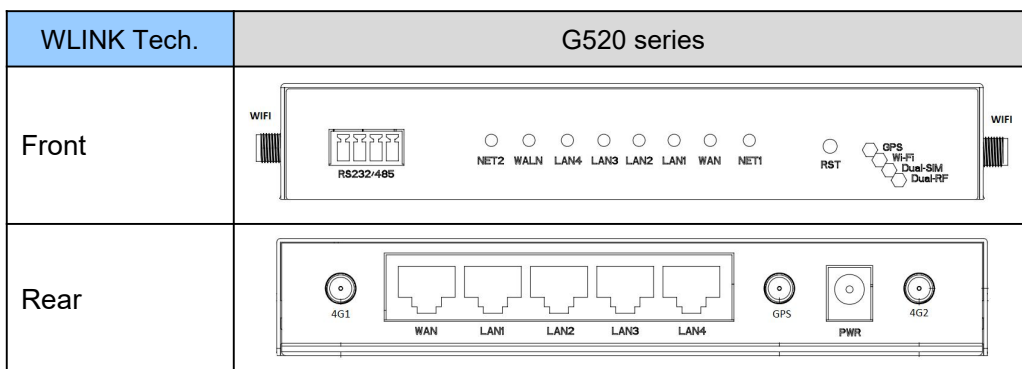 WLINK Tech.
G520 series
Front
WIFI
WIFI
RS232/485
NET2 WALN LAN4 LAN3 LAN2 LAN1 WAN NET1
RST
GPS
Wi-Fi
Dual-SIM
Dual-RF
Rear
4G1
WAN LAN1 LAN2 LAN3 LAN4
GPS
PWR
4G2